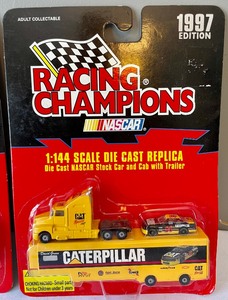 ADULT COLLECTIBLE
1997
EDITION
RACING
CHAMPIONS
NASCAR
1:144 SCALE DIE CAST REPLICA
Die Cast NASCAR Stock Car and Cab with Trailer
CAT
CATERPILLAR
CAT